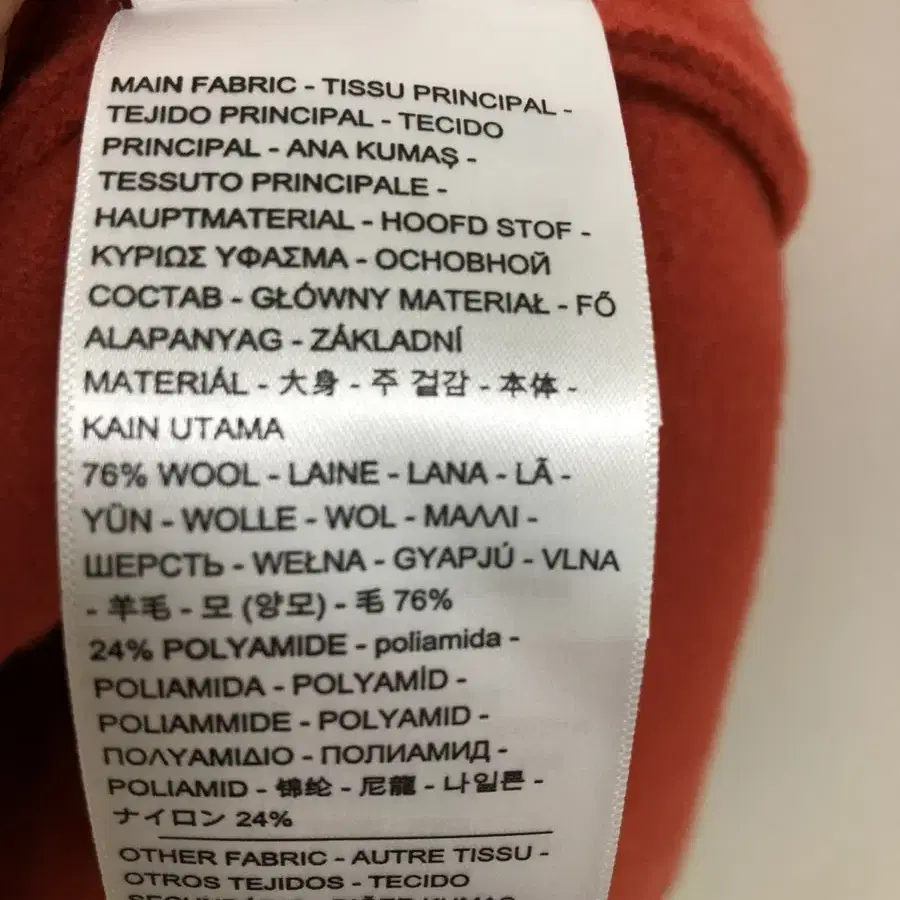 MAIN FABRIC - TISSU PRINCIPAL -
TEJIDO PRINCIPAL - TECIDO
PRINCIPAL - ANA KUMAŞ -
TESSUTO PRINCIPALE -
HAUPTMATERIAL - HOOFD STOF -
ΚΥΡΙΩΣ ΥΦΑΣΜΑ - ОСНОВНОЙ
СОСТАВ - GŁÓWNY MATERIAŁ - FŐ
ALAPANYAG - ZÁKLADNÍ
MATERIÁL - 大身 - 주 겉감 - 本体 -
KAIN UTAMA
76% WOOL - LAINE - LANA - LÃ -
YÜN - WOLLE - WOL - ΜΑΛΛΙ -
ШЕРСТЬ - WEŁNA - GYAPJÚ - VLNA
- 羊毛 - 모 (양모) - 毛 76%
24% POLYAMIDE - poliamida -
POLIAMIDA - POLYAMİD -
POLIAMMIDE - POLYAMID -
ΠΟΛΥΑΜΙΔΙΟ - ПОЛИАМИД -
POLIAMID - 锦纶 - 尼龍 - 나일론 -
ナイロン 24%
OTHER FABRIC - AUTRE TISSU -
OTROS TEJIDOS - TECIDO